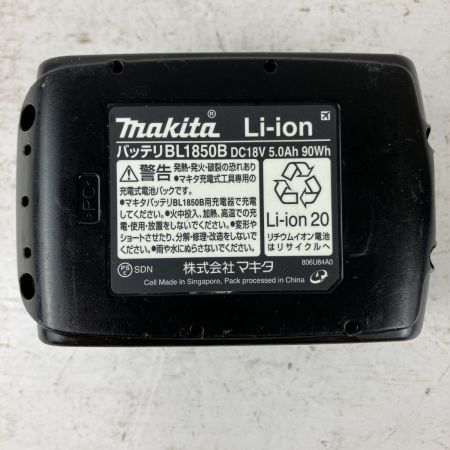 makita® Li-ion
バッテリBL1850B DC18V 5.0Ah 90Wh
警告 発熱・発火・破裂の恐れあり
●マキタ充電式工具専用の
充電式電池パックです。
●マキタバッテリBL1850B用充電器で充電
してください。●火中投入、加熱、高温での充
電・使用・放置をしないでください。●変形や
ショートさせたり、分解・修理・改造をしないで
ください。●雨や水にぬらさないでください。
Li-ion 20
リチウムイオン電池
はリサイクルへ
PS SDN 株式会社マキタ 806U84A0
Cell Made in Singapore, Pack processed in China
>PC<